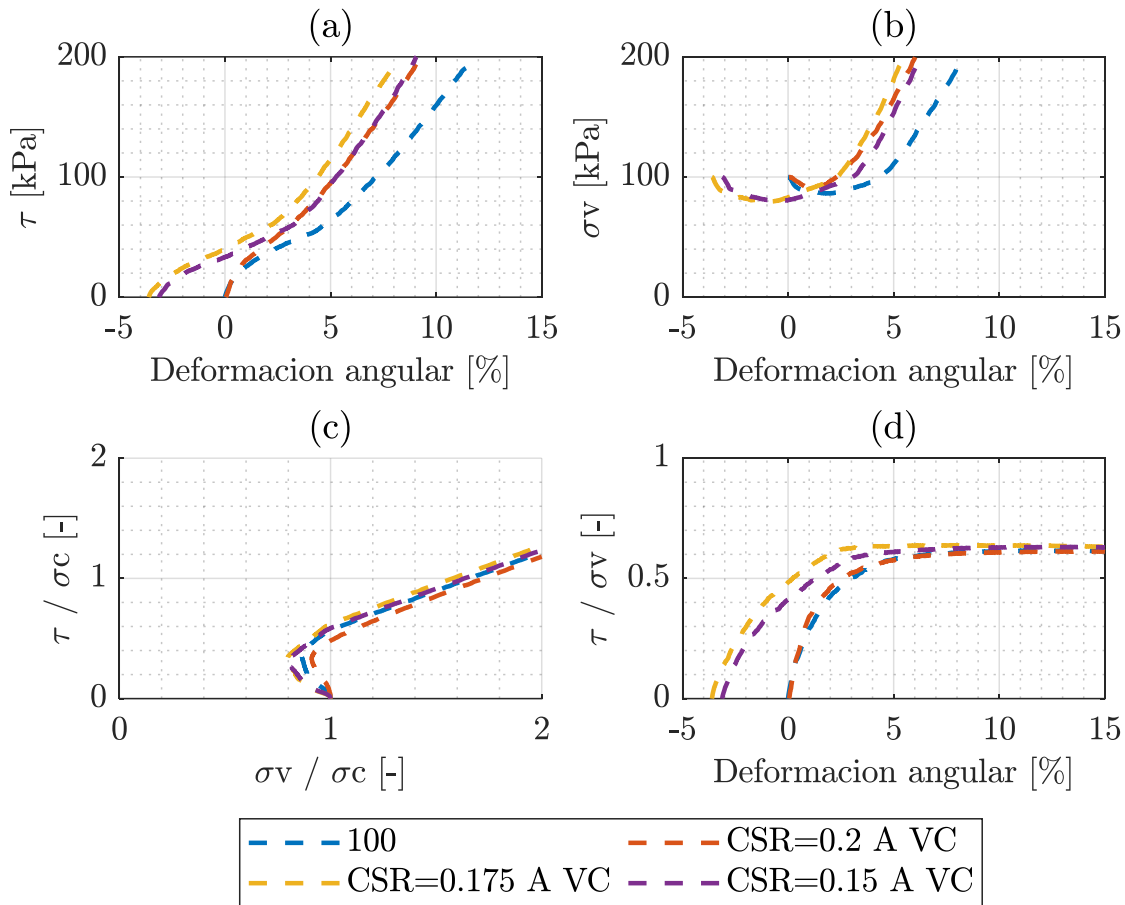 (a)
200
100
0
τ [kPa]
-5 0 5 10 15
Deformacion angular [%]
(b)
200
100
0
σv [kPa]
-5 0 5 10 15
Deformacion angular [%]
(c)
2
1
0
τ / σc [-]
0 1 2
σv / σc [-]
(d)
1
0.5
0
τ / σv [-]
-5 0 5 10 15
Deformacion angular [%]
100
CSR=0.2 A VC
CSR=0.175 A VC
CSR=0.15 A VC